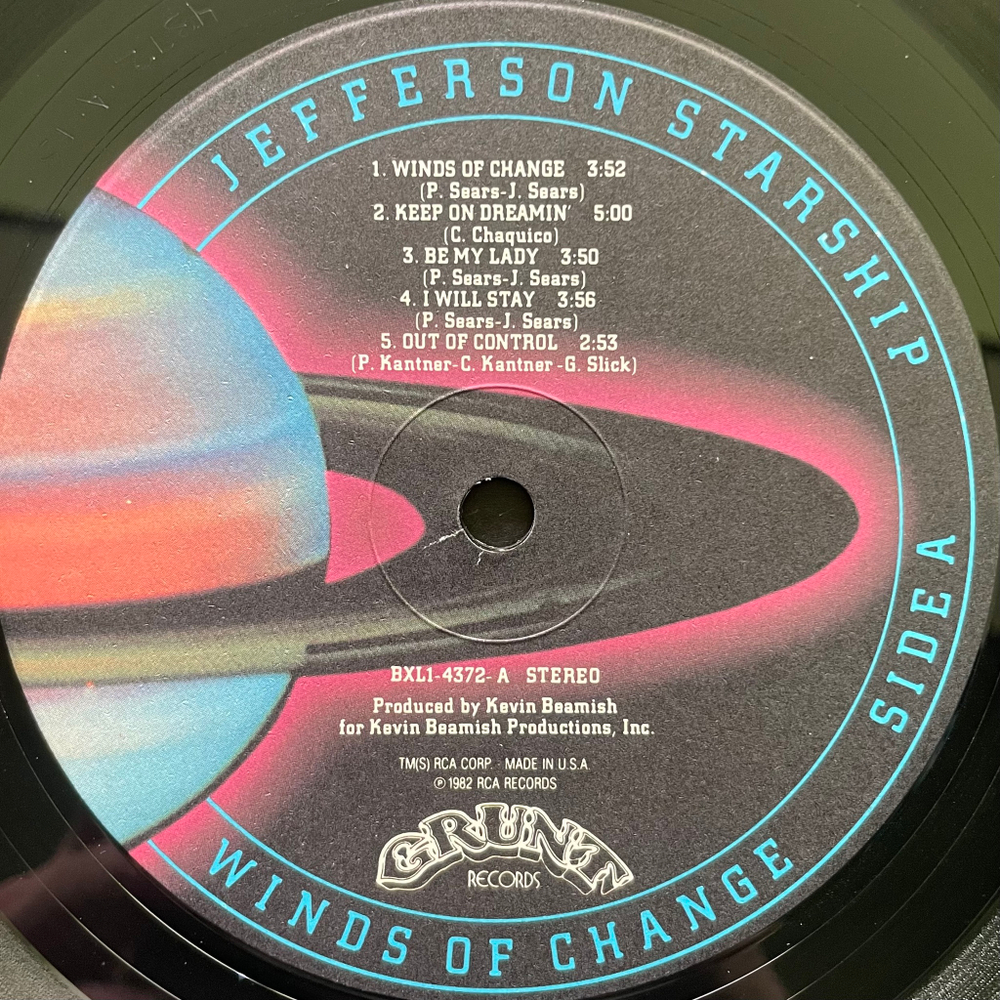 JEFFERSON STARSHIP
1. WINDS OF CHANGE 3:52
(P. Sears-J. Sears)
2. KEEP ON DREAMIN' 5:00
(C. Chaquico)
3. BE MY LADY 3:50
(P. Sears-J. Sears)
4. I WILL STAY 3:56
(P. Sears-J. Sears)
5. OUT OF CONTROL 2:53
(P. Kantner-C. Kantner-G. Slick)
SIDE A
BXL1-4372-A STEREO
Produced by Kevin Beamish
for Kevin Beamish Productions, Inc.
TM(S) RCA CORP. · MADE IN U.S.A.
℗ 1982 RCA RECORDS
GRUNT
RECORDS
WINDS OF CHANGE